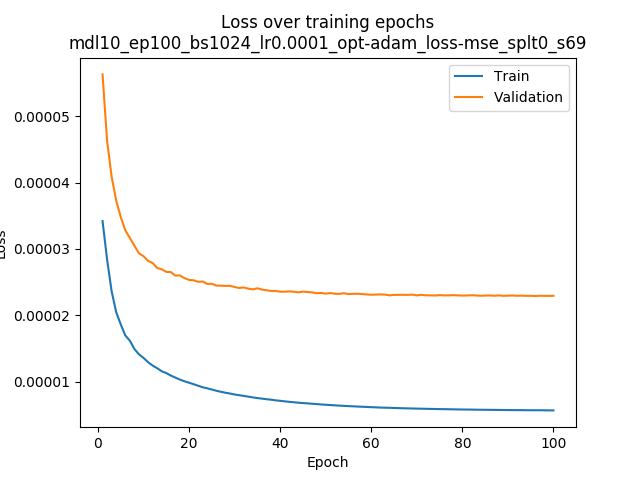 Loss over training epochs
mdl10_ep100_bs1024_lr0.0001_opt-adam_loss-mse_splt0_s69
Train
Validation
0.00005
0.00004
0.00003
0.00002
0.00001
Loss
0 20 40 60 80 100
Epoch